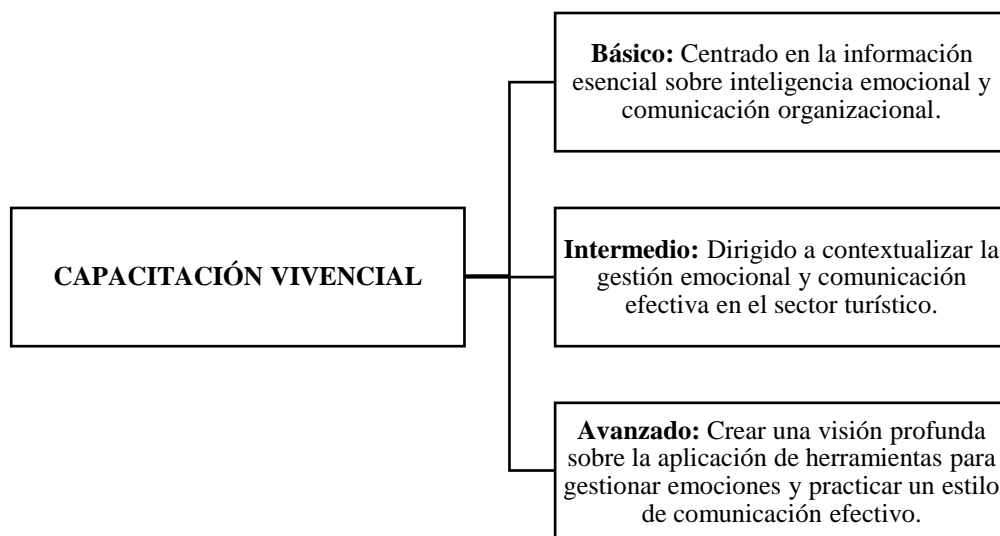 Básico: Centrado en la información
esencial sobre inteligencia emocional y
comunicación organizacional.
CAPACITACIÓN VIVENCIAL
Intermedio: Dirigido a contextualizar la
gestión emocional y comunicación
efectiva en el sector turístico.
Avanzado: Crear una visión profunda
sobre la aplicación de herramientas para
gestionar emociones y practicar un estilo
de comunicación efectivo.